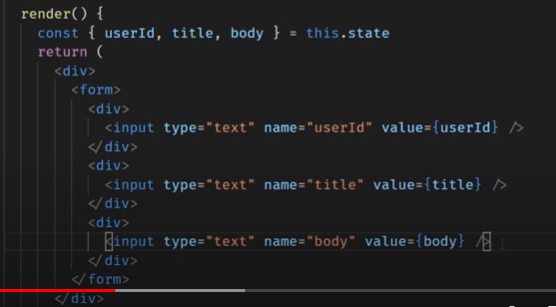 render() {
const { userId, title, body } = this.state
return (
<div>
<form>
<div>
<input type="text" name="userId" value={userId} />
</div>
<div>
<input type="text" name="title" value={title} />
</div>
<div>
<input type="text" name="body" value={body} />
</div>
</form>
</div>